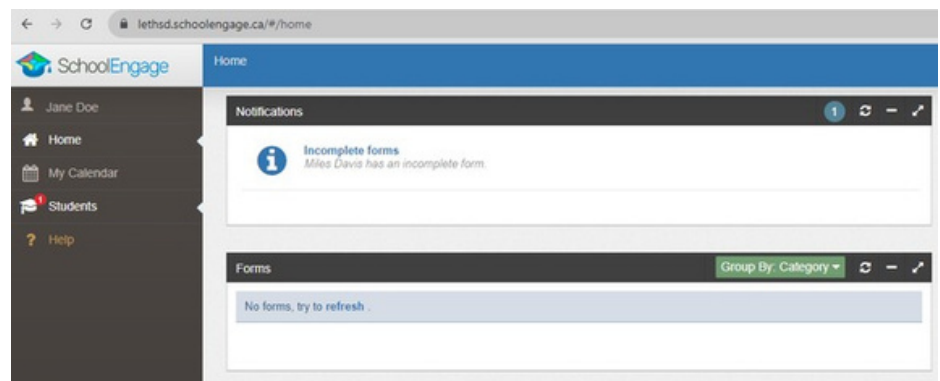 lethsd.schoolengage.ca/#/home
SchoolEngage
Home
Jane Doe
Home
My Calendar
1
Students
? Help
Notifications
1
Incomplete forms
Miles Davis has an incomplete form.
Forms
Group By: Category
No forms, try to refresh .